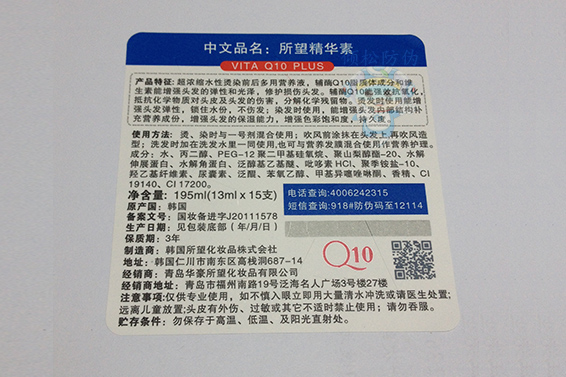 中文品名：所望精华素
VITA Q10 PLUS
产品特征：超浓缩水性烫染前后多用营养液，辅酶Q10脂质体成分和维
生素能增强头发的弹性和光泽，修护损伤头发。辅酶Q10能强效抗氧化，
抵抗化学物质对头皮及头发的伤害，分解化学残留物。烫发时使用能增
强头发弹性，锁住水份，不伤发；染发时使用能增强头发内部结构补
充营养成份，增强头发的保湿能力，增强色彩饱和度，持久度。
使用方法：烫、染时与一号剂混合使用；吹风前涂抹在头发上再吹风造
型；洗发时加在洗发水里一同使用，也可与营养发膜混合使作营养护理。
成分：水、丙二醇、PEG-12聚二甲基硅氧烷、聚山梨醇酯-20、水解
伸展蛋白、水解角蛋白、泛醇基乙基醚、吡哆素HCI、聚季铵盐-10、
羟乙基纤维素、尿囊素、泛酸、苯氧乙醇、甲基异噻唑啉酮、香精、CI
19140、CI 17200。
净含量：195ml(13ml×15支)
原产国：韩国
备案文号：国妆备进字J20111578
生产日期：见包装底部（年/月/日）
保质期：3年
制造商：韩国所望化妆品株式会社
地址：韩国仁川市南东区高栈洞687-14
经销商：青岛华豪所望化妆品有限公司
地址：青岛市福州南路19号泛海名人广场3号楼27楼
注意事项：仅供专业使用，如不慎入眼立即用大量清水冲洗或请医生处置；
远离儿童放置；头皮有外伤、过敏或其它不适时禁止使用；请勿吞服。
贮存条件：勿保存于高温、低温、及阳光直射处。
电话查询:4006242315
短信查询:918#防伪码至12114
Q10